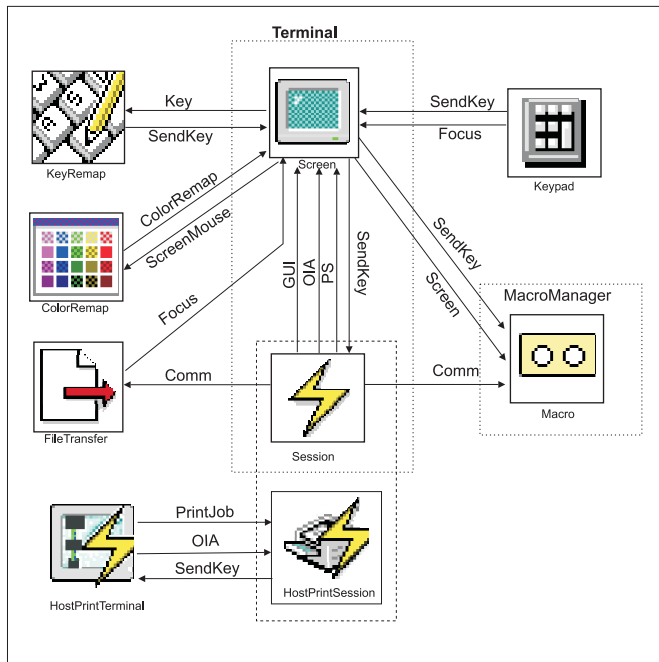 Terminal
Key
SendKey
KeyRemap
Screen
SendKey
Focus
Keypad
ColorRemap
ScreenMouse
ColorRemap
Focus
GUI
OIA
PS
SendKey
SendKey
Screen
MacroManager
Macro
Comm
Comm
FileTransfer
Session
PrintJob
OIA
SendKey
HostPrintTerminal
HostPrintSession